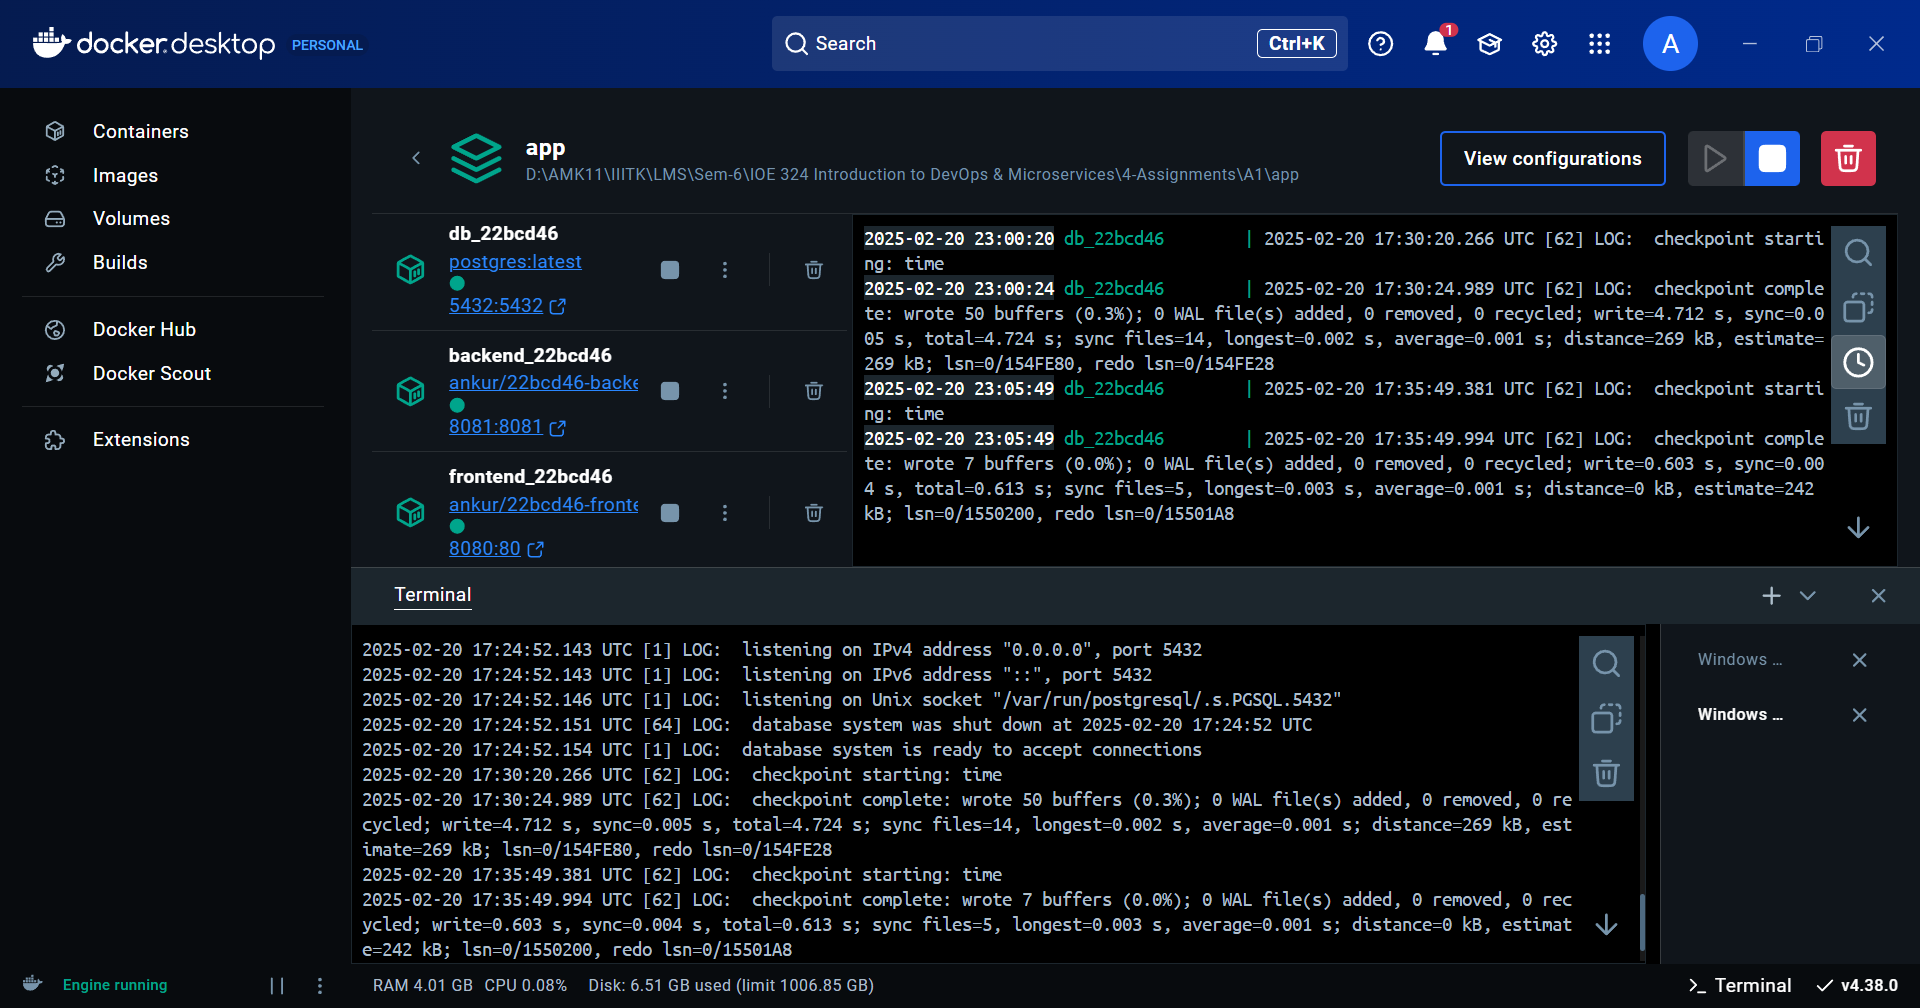 docker.desktop PERSONAL
Search
Ctrl+K
1
A
Containers
Images
Volumes
Builds
Docker Hub
Docker Scout
Extensions
app
D:\AMK11\IIITK\LMS\Sem-6\IOE 324 Introduction to DevOps & Microservices\4-Assignments\A1\app
View configurations
db_22bcd46
postgres:latest
5432:5432
backend_22bcd46
ankur/22bcd46-backe
8081:8081
frontend_22bcd46
ankur/22bcd46-fronte
8080:80
2025-02-20 23:00:20 db_22bcd46 | 2025-02-20 17:30:20.266 UTC [62] LOG: checkpoint starti
ng: time
2025-02-20 23:00:24 db_22bcd46 | 2025-02-20 17:30:24.989 UTC [62] LOG: checkpoint comple
te: wrote 50 buffers (0.3%); 0 WAL file(s) added, 0 removed, 0 recycled; write=4.712 s, sync=0.0
05 s, total=4.724 s; sync files=14, longest=0.002 s, average=0.001 s; distance=269 kB, estimate=
269 kB; lsn=0/154FE80, redo lsn=0/154FE28
2025-02-20 23:05:49 db_22bcd46 | 2025-02-20 17:35:49.381 UTC [62] LOG: checkpoint starti
ng: time
2025-02-20 23:05:49 db_22bcd46 | 2025-02-20 17:35:49.994 UTC [62] LOG: checkpoint comple
te: wrote 7 buffers (0.0%); 0 WAL file(s) added, 0 removed, 0 recycled; write=0.603 s, sync=0.00
4 s, total=0.613 s; sync files=5, longest=0.003 s, average=0.001 s; distance=0 kB, estimate=242
kB; lsn=0/1550200, redo lsn=0/15501A8
Terminal
2025-02-20 17:24:52.143 UTC [1] LOG: listening on IPv4 address "0.0.0.0", port 5432
2025-02-20 17:24:52.143 UTC [1] LOG: listening on IPv6 address "::", port 5432
2025-02-20 17:24:52.146 UTC [1] LOG: listening on Unix socket "/var/run/postgresql/.s.PGSQL.5432"
2025-02-20 17:24:52.151 UTC [64] LOG: database system was shut down at 2025-02-20 17:24:52 UTC
2025-02-20 17:24:52.154 UTC [1] LOG: database system is ready to accept connections
2025-02-20 17:30:20.266 UTC [62] LOG: checkpoint starting: time
2025-02-20 17:30:24.989 UTC [62] LOG: checkpoint complete: wrote 50 buffers (0.3%); 0 WAL file(s) added, 0 removed, 0 re
cycled; write=4.712 s, sync=0.005 s, total=4.724 s; sync files=14, longest=0.002 s, average=0.001 s; distance=269 kB, est
imate=269 kB; lsn=0/154FE80, redo lsn=0/154FE28
2025-02-20 17:35:49.381 UTC [62] LOG: checkpoint starting: time
2025-02-20 17:35:49.994 UTC [62] LOG: checkpoint complete: wrote 7 buffers (0.0%); 0 WAL file(s) added, 0 removed, 0 rec
ycled; write=0.603 s, sync=0.004 s, total=0.613 s; sync files=5, longest=0.003 s, average=0.001 s; distance=0 kB, estimat
e=242 kB; lsn=0/1550200, redo lsn=0/15501A8
Windows ...
Windows ...
Engine running
RAM 4.01 GB CPU 0.08% Disk: 6.51 GB used (limit 1006.85 GB)
>_ Terminal
v4.38.0